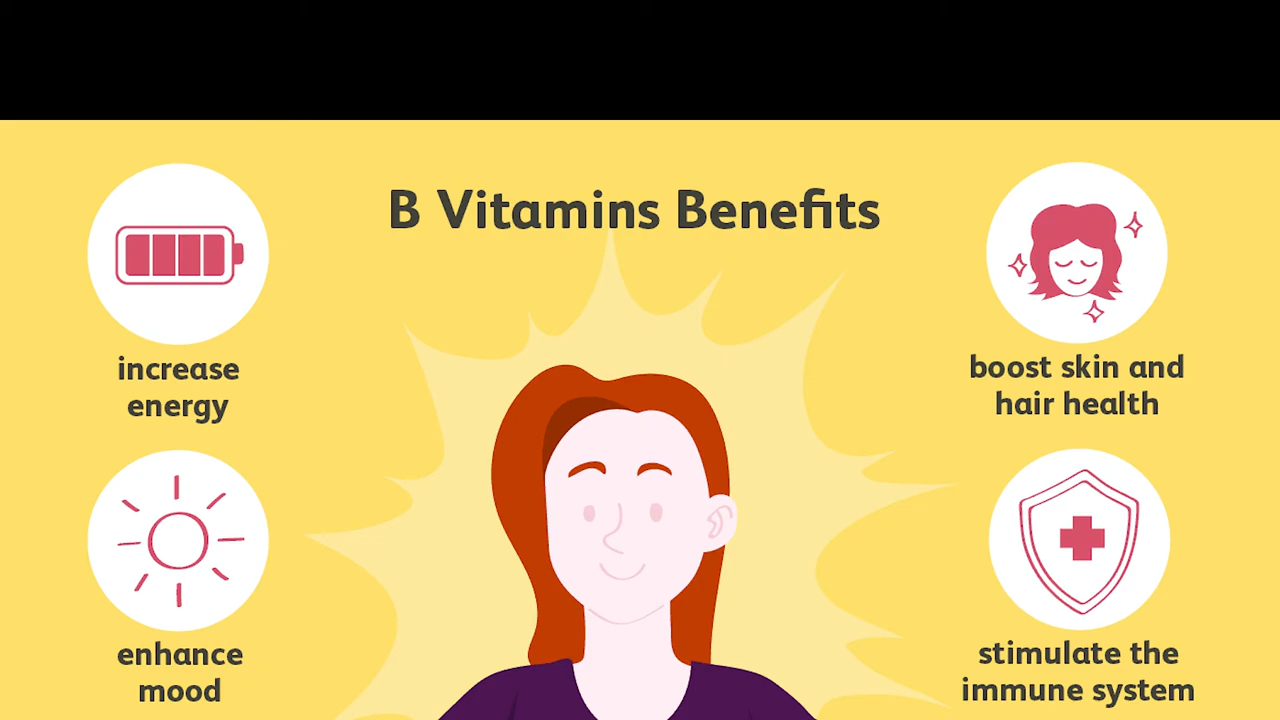 B Vitamins Benefits
increase
energy
boost skin and
hair health
enhance
mood
stimulate the
immune system